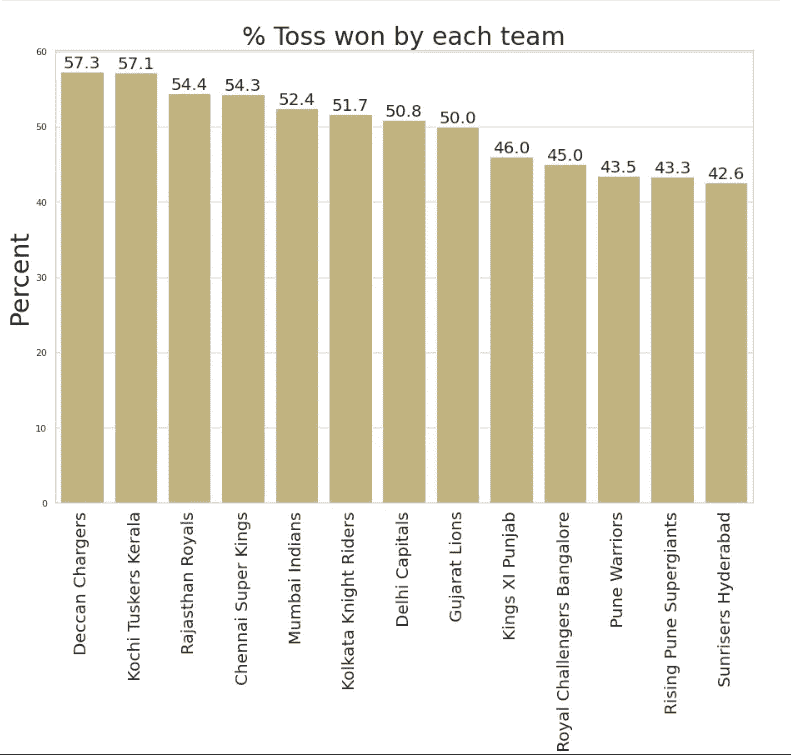 % Toss won by each team
60
57.3
57.1
54.4
54.3
52.4
51.7
50.8
50.0
46.0
45.0
43.5
43.3
42.6
50
40
30
20
10
0
Percent
Deccan Chargers
Kochi Tuskers Kerala
Rajasthan Royals
Chennai Super Kings
Mumbai Indians
Kolkata Knight Riders
Delhi Capitals
Gujarat Lions
Kings XI Punjab
Royal Challengers Bangalore
Pune Warriors
Rising Pune Supergiants
Sunrisers Hyderabad